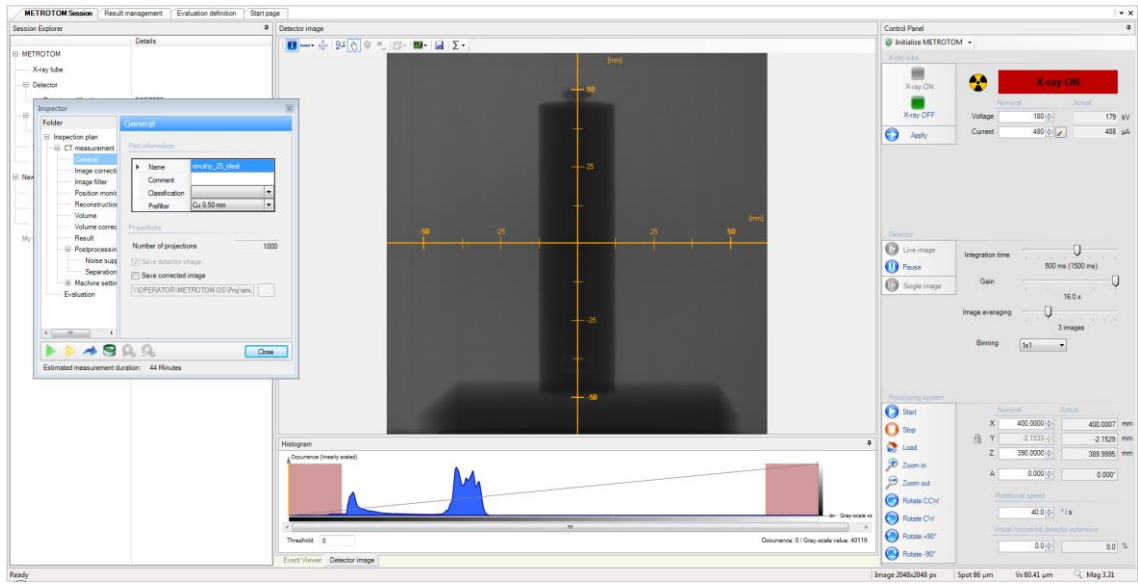 METROTOM Session Result management Evaluation definition Start page
Session Explorer
Details
METROTOM
X-ray tube
Detector
New
My
Inspector
Folder
Inspection plan
CT measurement
General
Image correcti
Image filter
Position monit
Reconstruction
Volume
Volume correc
Result
Postprocessin
Noise supp
Separation
Machine settin
Evaluation
General
Part information
Name smutny_25_ideal
Comment
Classification
Prefilter Cu 0.50 mm
Projections
Number of projections 1000
Save detector image
Save corrected image
\\OPERATOR\METROTOM OS\Proj\smu, ...
Close
Estimated measurement duration: 44 Minutes
Detector image
[mm]
50
25
[mm]
-50 -25 25 50
-25
-50
Histogram
Occurrence (linearly scaled)
Gray-scale va
Threshold 0 Occurrence: 0 / Gray-scale value: 40119
Event Viewer Detector image
Control Panel
Initialize METROTOM
X-ray tube
X-ray ON
X-ray ON
X-ray OFF
Apply
Nominal Actual
Voltage 180 179 kV
Current 480 488 µA
Detector
Live image
Pause
Single image
Integration time
500 ms (1500 ms)
Gain
16.0 x
Image averaging
3 images
Binning 1x1
Positioning system
Start
Stop
Load
Zoom in
Zoom out
Rotate CCW
Rotate CW
Rotate +90°
Rotate -90°
Nominal Actual
X 400.0000 400.0007 mm
Y -2.1533 -2.1529 mm
Z 390.0000 389.9995 mm
A 0.000 0.000°
Rotational speed
40.0 °/s
Virtual horizontal detector extension
0.0 0.0 %
Ready
Image 2048x2048 px Spot 86 µm Vx 60.41 µm Mag 3.31